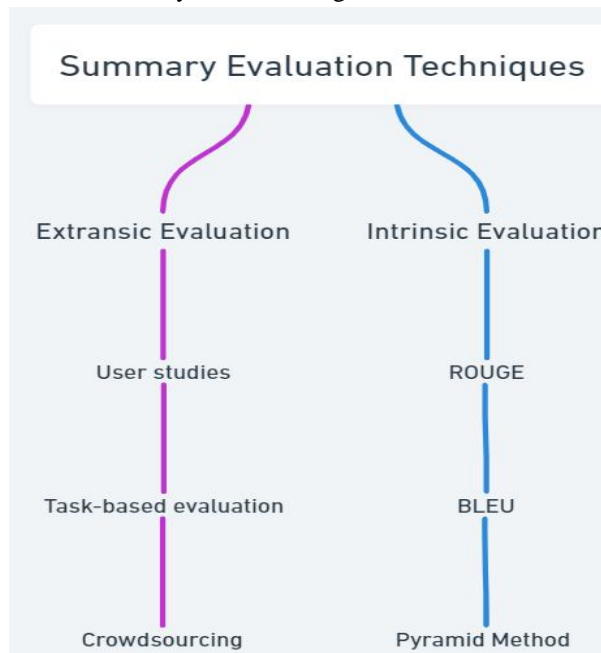 Summary Evaluation Techniques
Extransic Evaluation
Intrinsic Evaluation
User studies
ROUGE
Task-based evaluation
BLEU
Crowdsourcing
Pyramid Method